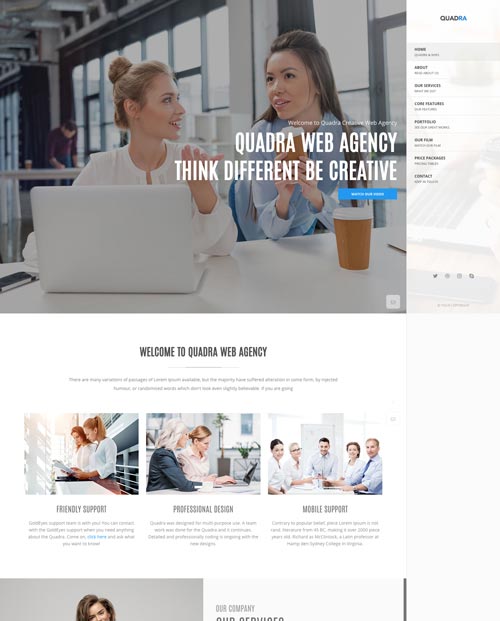 QUADRA
HOME
QUADRA & GOES
ABOUT
READ ABOUT US
OUR SERVICES
WHAT WE DO?
CORE FEATURES
OUR FEATURES
PORTFOLIO
SEE OUR GREAT WORKS
OUR FILM
WATCH OUR FILM
PRICE PACKAGES
PRICING TABLES
CONTACT
KEEP IN TOUCH
Welcome to Quadra Creative Web Agency
QUADRA WEB AGENCY
THINK DIFFERENT BE CREATIVE
WATCH OUR VIDEO
WELCOME TO QUADRA WEB AGENCY
There are many variations of passages of Lorem Ipsum available, but the majority have suffered alteration in some form, by injected
humour, or randomised words which don't look even slightly believable. If you are going
FRIENDLY SUPPORT
GoldEyes support team is with you! You can contact
with the GoldEyes support when you need anything
about the Quadra. Come on, click here and ask what
you want to know!
PROFESSIONAL DESIGN
Quadra was designed for multi-purpose use. A team
work was done for the Quadra and it continues.
Detailed and professionally coding is ongoing with the
new designs.
MOBILE SUPPORT
Contrary to popular belief, place Lorem Ipsum is not
rand, literature from 45 BC, making it over 2000 piece
years old. Richard as McClintock, a Latin professor at
Hamp den Sydney College in Virginia.
OUR COMPANY
OUR SERVICES